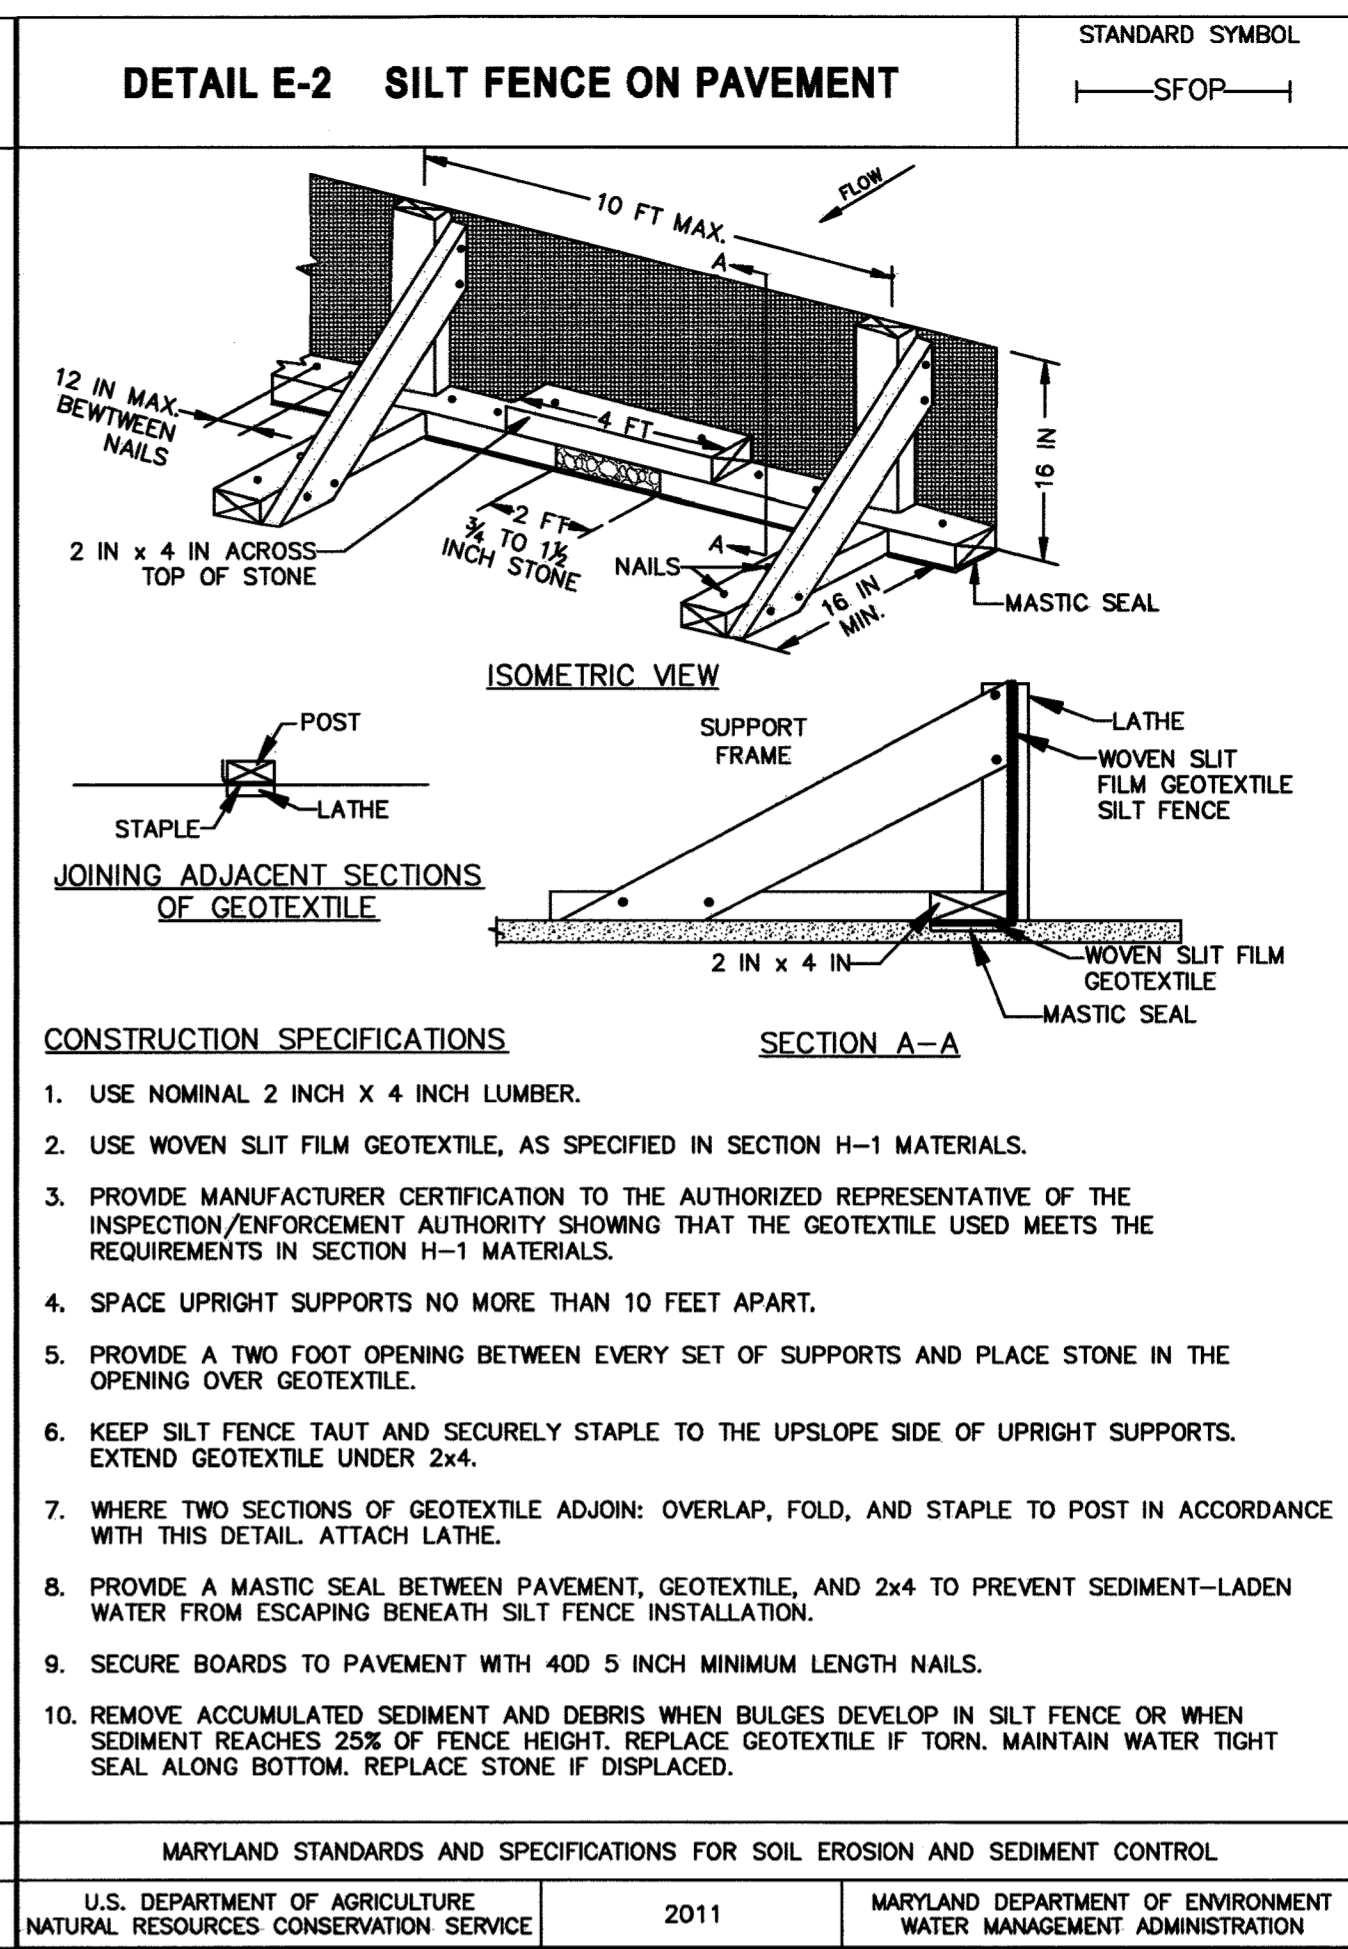 DETAIL E-2 SILT FENCE ON PAVEMENT
STANDARD SYMBOL
SFOP
10 FT MAX.
FLOW
A
12 IN MAX.
BEWTWEEN
NAILS
4 FT
16 IN
2 IN x 4 IN ACROSS
TOP OF STONE
2 FT
¾ TO 1½
INCH STONE
A
NAILS
16 IN
MIN.
MASTIC SEAL
ISOMETRIC VIEW
POST
LATHE
STAPLE
JOINING ADJACENT SECTIONS
OF GEOTEXTILE
SUPPORT
FRAME
LATHE
WOVEN SLIT
FILM GEOTEXTILE
SILT FENCE
2 IN x 4 IN
WOVEN SLIT FILM
GEOTEXTILE
MASTIC SEAL
SECTION A-A
CONSTRUCTION SPECIFICATIONS
1. USE NOMINAL 2 INCH X 4 INCH LUMBER.
2. USE WOVEN SLIT FILM GEOTEXTILE, AS SPECIFIED IN SECTION H-1 MATERIALS.
3. PROVIDE MANUFACTURER CERTIFICATION TO THE AUTHORIZED REPRESENTATIVE OF THE
INSPECTION/ENFORCEMENT AUTHORITY SHOWING THAT THE GEOTEXTILE USED MEETS THE
REQUIREMENTS IN SECTION H-1 MATERIALS.
4. SPACE UPRIGHT SUPPORTS NO MORE THAN 10 FEET APART.
5. PROVIDE A TWO FOOT OPENING BETWEEN EVERY SET OF SUPPORTS AND PLACE STONE IN THE
OPENING OVER GEOTEXTILE.
6. KEEP SILT FENCE TAUT AND SECURELY STAPLE TO THE UPSLOPE SIDE OF UPRIGHT SUPPORTS.
EXTEND GEOTEXTILE UNDER 2x4.
7. WHERE TWO SECTIONS OF GEOTEXTILE ADJOIN: OVERLAP, FOLD, AND STAPLE TO POST IN ACCORDANCE
WITH THIS DETAIL. ATTACH LATHE.
8. PROVIDE A MASTIC SEAL BETWEEN PAVEMENT, GEOTEXTILE, AND 2x4 TO PREVENT SEDIMENT-LADEN
WATER FROM ESCAPING BENEATH SILT FENCE INSTALLATION.
9. SECURE BOARDS TO PAVEMENT WITH 40D 5 INCH MINIMUM LENGTH NAILS.
10. REMOVE ACCUMULATED SEDIMENT AND DEBRIS WHEN BULGES DEVELOP IN SILT FENCE OR WHEN
SEDIMENT REACHES 25% OF FENCE HEIGHT. REPLACE GEOTEXTILE IF TORN. MAINTAIN WATER TIGHT
SEAL ALONG BOTTOM. REPLACE STONE IF DISPLACED.
MARYLAND STANDARDS AND SPECIFICATIONS FOR SOIL EROSION AND SEDIMENT CONTROL
U.S. DEPARTMENT OF AGRICULTURE
NATURAL RESOURCES CONSERVATION SERVICE
2011
MARYLAND DEPARTMENT OF ENVIRONMENT
WATER MANAGEMENT ADMINISTRATION